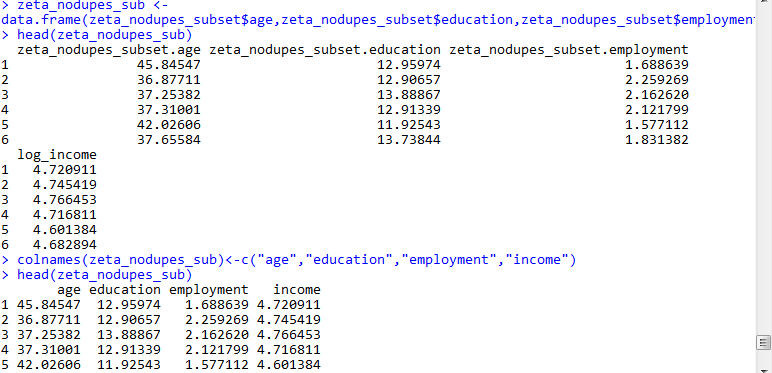 > zeta_nodupes_sub <-
data.frame(zeta_nodupes_subset$age,zeta_nodupes_subset$education,zeta_nodupes_subset$employment
> head(zeta_nodupes_sub)
zeta_nodupes_subset.age zeta_nodupes_subset.education zeta_nodupes_subset.employment
1 45.84547 12.95974 1.688639
2 36.87711 12.90657 2.259269
3 37.25382 13.88867 2.162620
4 37.31001 12.91339 2.121799
5 42.02606 11.92543 1.577112
6 37.65584 13.73844 1.831382
log_income
1 4.720911
2 4.745419
3 4.766453
4 4.716811
5 4.601384
6 4.682894
> colnames(zeta_nodupes_sub)<-c("age","education","employment","income")
> head(zeta_nodupes_sub)
age education employment income
1 45.84547 12.95974 1.688639 4.720911
2 36.87711 12.90657 2.259269 4.745419
3 37.25382 13.88867 2.162620 4.766453
4 37.31001 12.91339 2.121799 4.716811
5 42.02606 11.92543 1.577112 4.601384